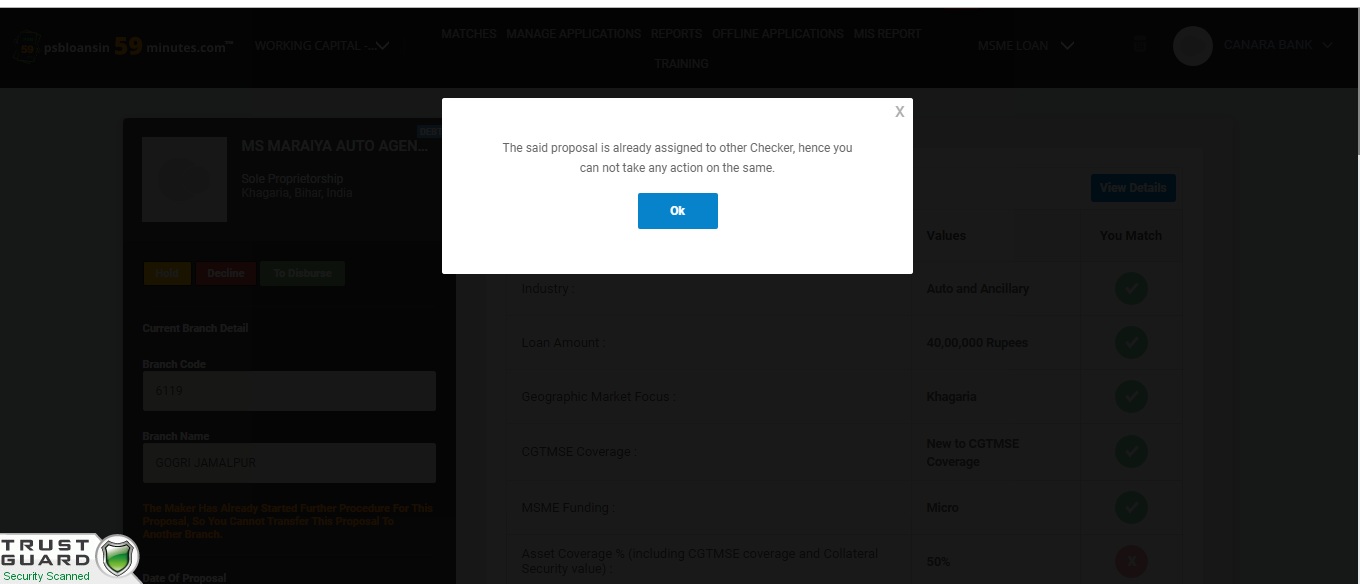 59 psbloansin 59 minutes.com™
WORKING CAPITAL -...
MATCHES MANAGE APPLICATIONS REPORTS OFFLINE APPLICATIONS MIS REPORT
TRAINING
MSME LOAN
CANARA BANK
X
The said proposal is already assigned to other Checker, hence you
can not take any action on the same.
Ok
MS MARAIYA AUTO AGEN...
Sole Proprietorship
Khagaria, Bihar, India
Hold Decline To Disburse
Current Branch Detail
Branch Code
6119
Branch Name
GOGRI JAMALPUR
The Maker Has Already Started Further Procedure For This
Proposal, So You Cannot Transfer This Proposal To
Another Branch.
Date Of Proposal
View Details
Values You Match
Industry : Auto and Ancillary
Loan Amount : 40,00,000 Rupees
Geographic Market Focus : Khagaria
CGTMSE Coverage : New to CGTMSE
Coverage
MSME Funding : Micro
Asset Coverage % (including CGTMSE coverage and Collateral
Security value) : 50% X
TRUST
GUARD
Security Scanned